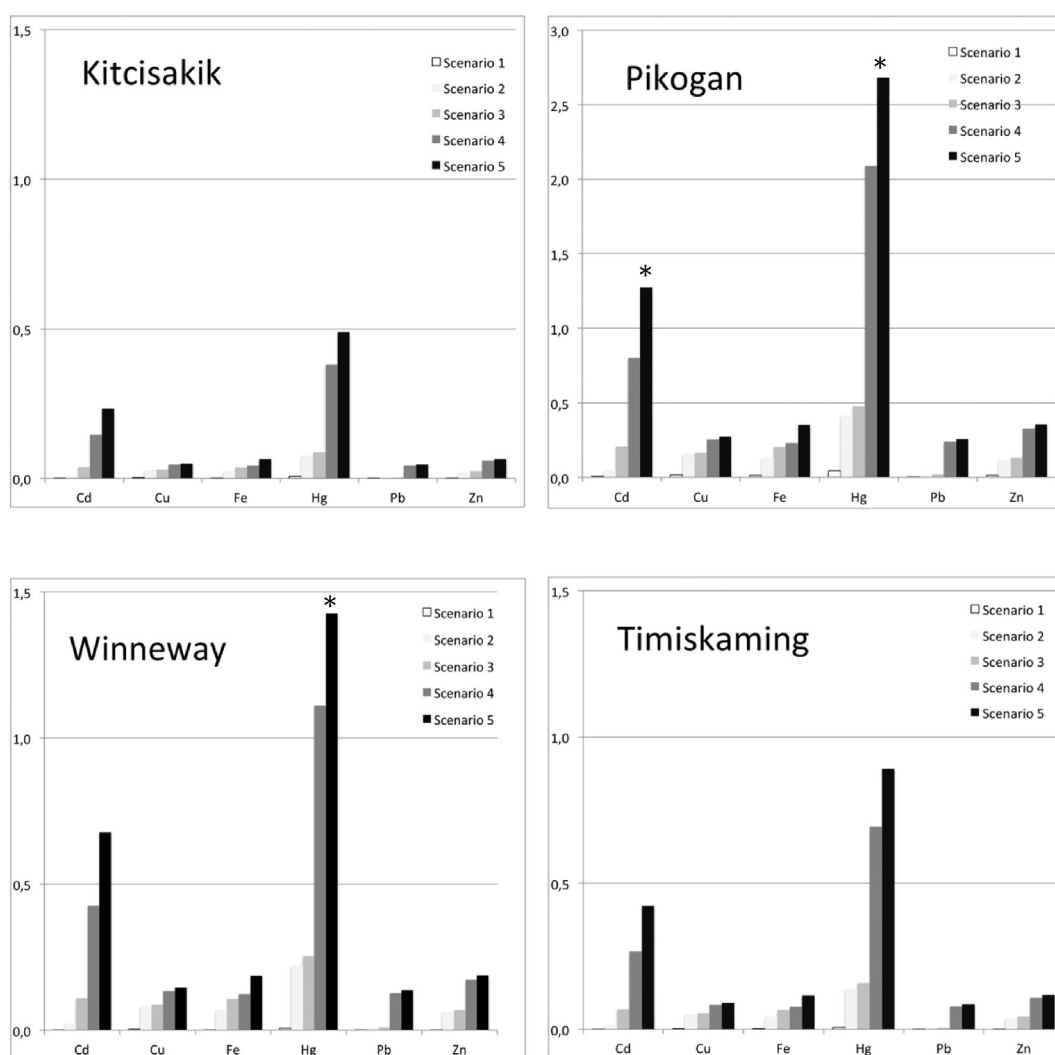 Kitcisakik
1,5
1,0
0,5
0,0
Scenario 1
Scenario 2
Scenario 3
Scenario 4
Scenario 5
Cd Cu Fe Hg Pb Zn
Pikogan
3,0
2,5
2,0
1,5
1,0
0,5
0,0
*
*
Scenario 1
Scenario 2
Scenario 3
Scenario 4
Scenario 5
Cd Cu Fe Hg Pb Zn
Winneway
1,5
1,0
0,5
0,0
*
Scenario 1
Scenario 2
Scenario 3
Scenario 4
Scenario 5
Cd Cu Fe Hg Pb Zn
Timiskaming
1,5
1,0
0,5
0,0
Scenario 1
Scenario 2
Scenario 3
Scenario 4
Scenario 5
Cd Cu Fe Hg Pb Zn